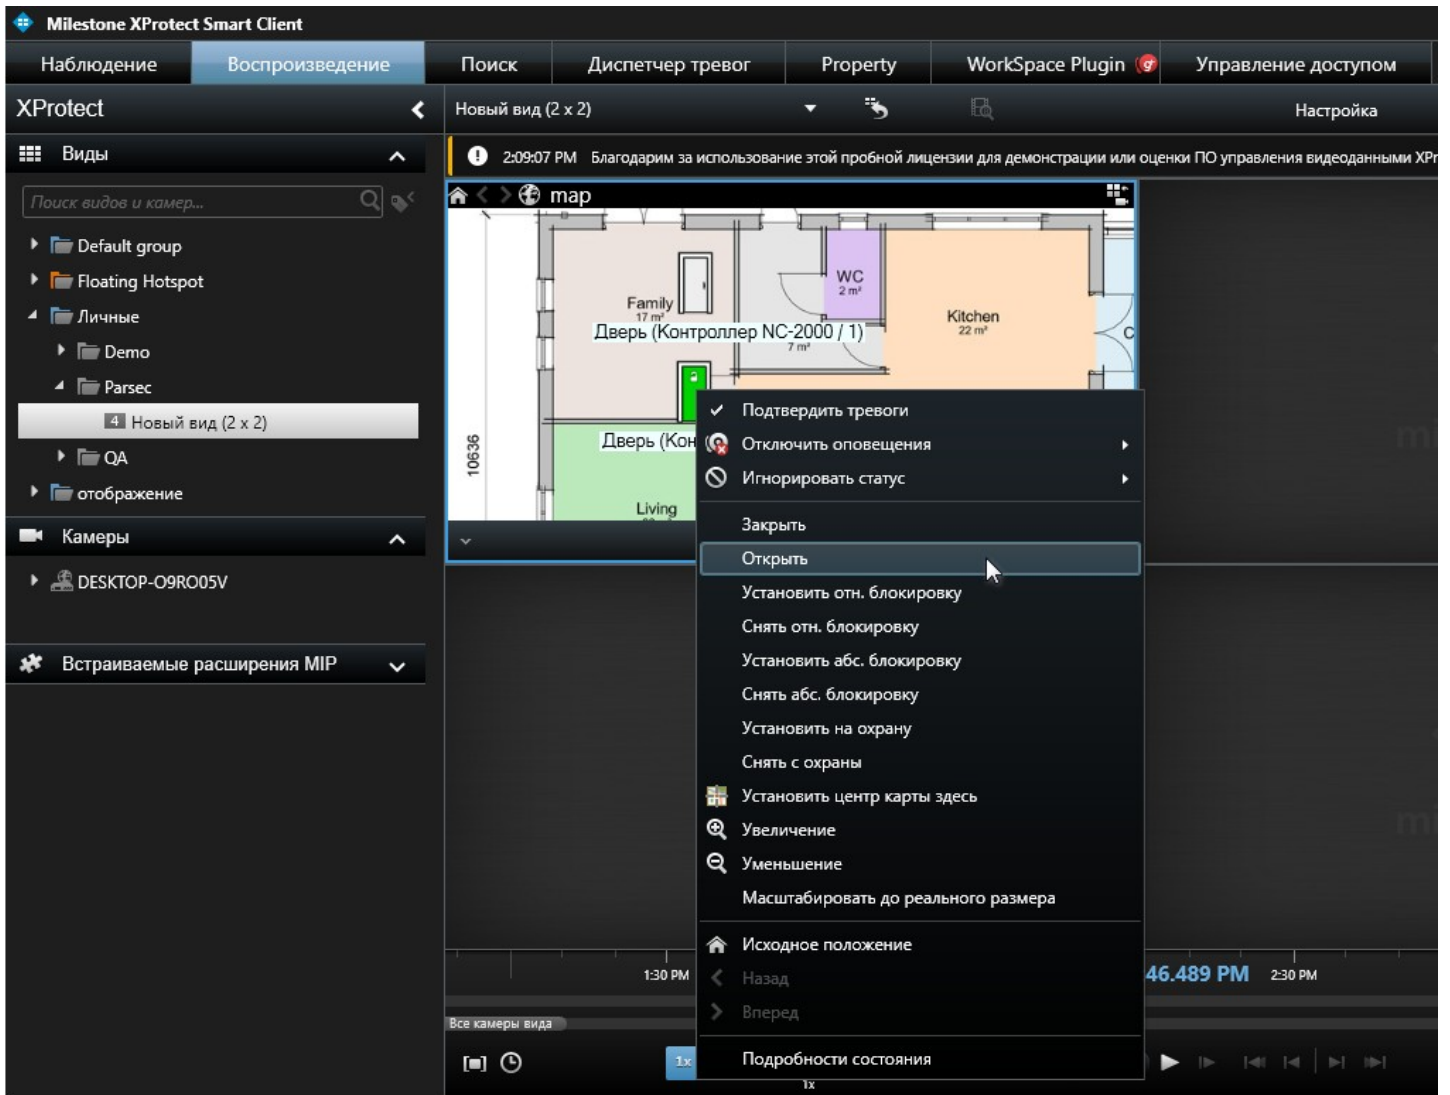 Milestone XProtect Smart Client
Наблюдение Воспроизведение Поиск Диспетчер тревог Property WorkSpace Plugin Управление доступом
XProtect
Новый вид (2 x 2) Настройка
Виды
2:09:07 PM Благодарим за использование этой пробной лицензии для демонстрации или оценки ПО управления видеоданными XPr
Поиск видов и камер...
map
Default group
Floating Hotspot
Личные
Demo
Parsec
4 Новый вид (2 x 2)
QA
отображение
Камеры
DESKTOP-O9RO05V
Встраиваемые расширения MIP
WC
2 m²
Family
17 m²
Kitchen
22 m²
Дверь (Контроллер NC-2000 / 1)
7 m²
C
10636
Дверь (Кон
Living
Подтвердить тревоги
Отключить оповещения
Игнорировать статус
Закрыть
Открыть
Установить отн. блокировку
Снять отн. блокировку
Установить абс. блокировку
Снять абс. блокировку
Установить на охрану
Снять с охраны
Установить центр карты здесь
Увеличение
Уменьшение
Масштабировать до реального размера
Исходное положение
Назад
Вперед
Подробности состояния
1:30 PM 46.489 PM 2:30 PM
Все камеры вида
1x
1x